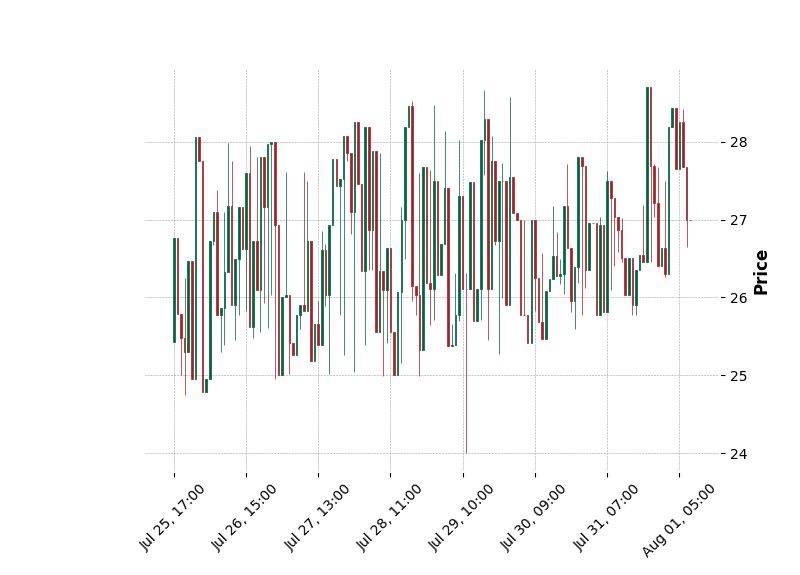 28
27
Price
26
25
24
Jul 25, 17:00
Jul 26, 15:00
Jul 27, 13:00
Jul 28, 11:00
Jul 29, 10:00
Jul 30, 09:00
Jul 31, 07:00
Aug 01, 05:00